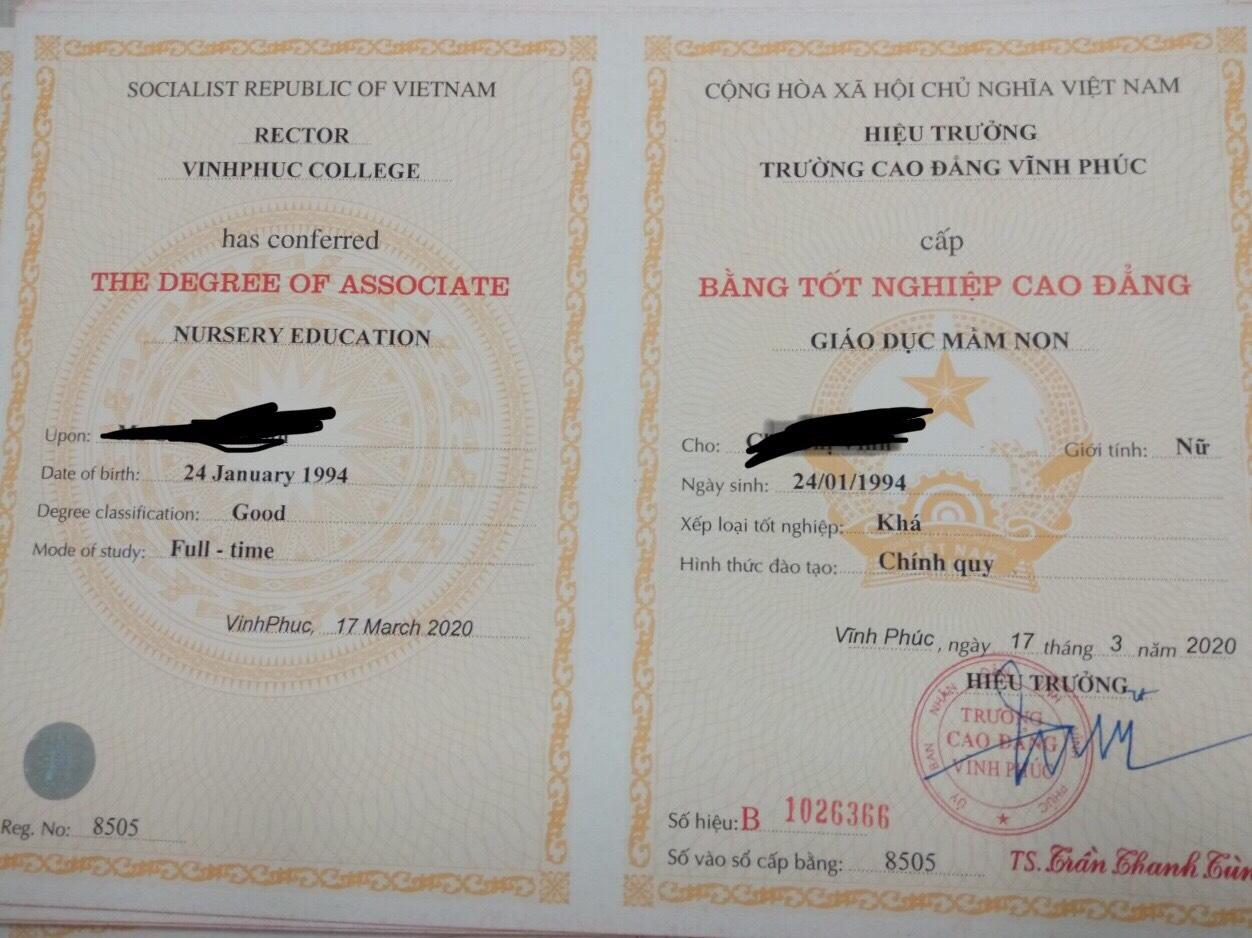 SOCIALIST REPUBLIC OF VIETNAM
RECTOR
VINHPHUC COLLEGE
has conferred
THE DEGREE OF ASSOCIATE
NURSERY EDUCATION
Upon:
Date of birth: 24 January 1994
Degree classification: Good
Mode of study: Full - time
VinhPhuc, 17 March 2020
Reg. No: 8505
CỘNG HÒA XÃ HỘI CHỦ NGHĨA VIỆT NAM
HIỆU TRƯỞNG
TRƯỜNG CAO ĐẲNG VĨNH PHÚC
cấp
BẰNG TỐT NGHIỆP CAO ĐẲNG
GIÁO DỤC MẦM NON
Cho: Giới tính: Nữ
Ngày sinh: 24/01/1994
Xếp loại tốt nghiệp: Khá
Hình thức đào tạo: Chính quy
Vĩnh Phúc, ngày 17 tháng 3 năm 2020
HIỆU TRƯỞNG
TRƯỜNG
CAO ĐẲNG
VĨNH PHÚC
Số hiệu: B 1026366
Số vào sổ cấp bằng: 8505
TS. Trần Thanh Tùn